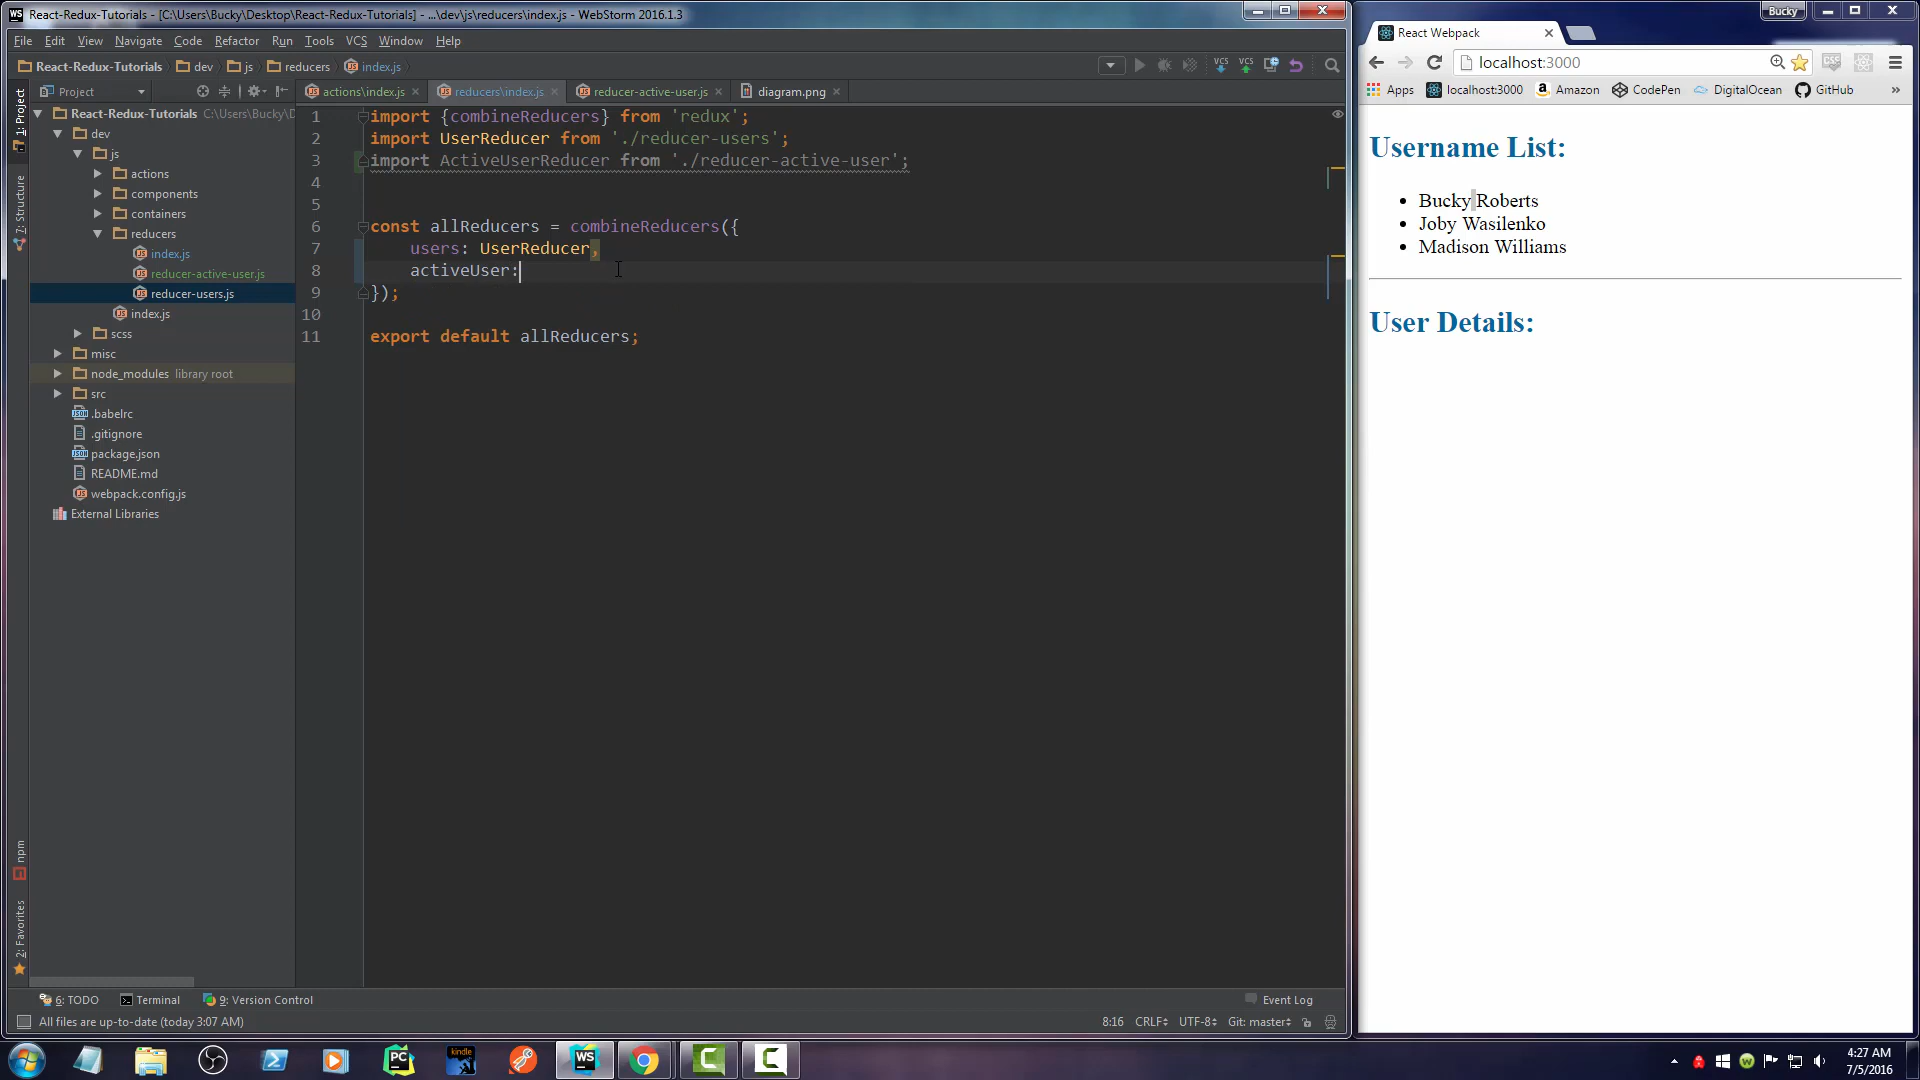 React-Redux-Tutorials - [C:\Users\Bucky\Desktop\React-Redux-Tutorials] - ...\dev\js\reducers\index.js - WebStorm 2016.1.3
File Edit View Navigate Code Refactor Run Tools VCS Window Help
React-Redux-Tutorials dev js reducers index.js
Project
actions\index.js reducers\index.js reducer-active-user.js diagram.png
1: Project
7: Structure
npm
2: Favorites
React-Redux-Tutorials C:\Users\Bucky\D
dev
js
actions
components
containers
reducers
index.js
reducer-active-user.js
reducer-users.js
index.js
scss
misc
node_modules library root
src
.babelrc
.gitignore
package.json
README.md
webpack.config.js
External Libraries
1 import {combineReducers} from 'redux';
2 import UserReducer from './reducer-users';
3 import ActiveUserReducer from './reducer-active-user';
4
5
6 const allReducers = combineReducers({
7 users: UserReducer,
8 activeUser:
9 });
10
11 export default allReducers;
6: TODO Terminal 9: Version Control Event Log
All files are up-to-date (today 3:07 AM) 8:16 CRLF UTF-8 Git: master
Bucky
React Webpack
localhost:3000
Apps localhost:3000 Amazon CodePen DigitalOcean GitHub »
Username List:
Bucky Roberts
Joby Wasilenko
Madison Williams
User Details:
4:27 AM
7/5/2016